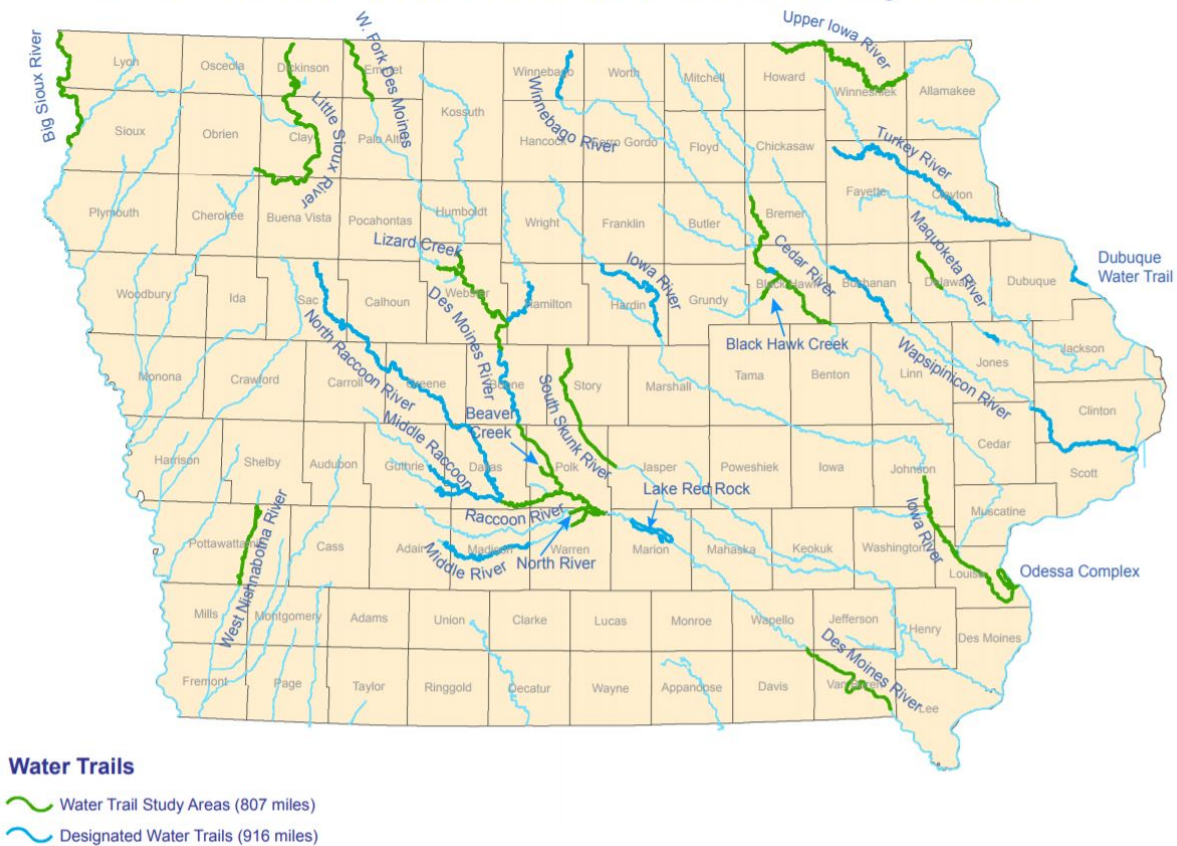 Upper Iowa River
W. Fork Des Moines
Big Sioux River
Lyon
Osceola
Dickinson
Emmet
Winnebago
Worth
Mitchell
Howard
Winneshiek
Allamakee
Little Sioux River
Kossuth
Winnebago River
Sioux
Obrien
Clay
Palo Alto
Hancock
Cerro Gordo
Floyd
Chickasaw
Turkey River
Fayette
Clayton
Plymouth
Cherokee
Buena Vista
Pocahontas
Humboldt
Wright
Franklin
Butler
Bremer
Maquoketa River
Lizard Creek
Iowa River
Cedar River
Dubuque
Water Trail
Woodbury
Ida
Sac
Calhoun
Webster
Hamilton
Hardin
Grundy
Black Hawk
Buchanan
Delaware
Dubuque
North Raccoon River
Des Moines River
Black Hawk Creek
Wapsipinicon River
Jones
Jackson
Monona
Crawford
Carroll
Greene
Boone
Story
Marshall
Tama
Benton
Linn
South Skunk River
Beaver
Creek
Clinton
Middle Raccoon
Cedar
Harrison
Shelby
Audubon
Guthrie
Dallas
Polk
Jasper
Poweshiek
Iowa
Johnson
Scott
Lake Red Rock
Iowa River
Muscatine
Raccoon River
West Nishnabotna River
Pottawattamie
Cass
Adair
Madison
Warren
Marion
Mahaska
Keokuk
Washington
Louisa
Middle River
North River
Odessa Complex
Mills
Montgomery
Adams
Union
Clarke
Lucas
Monroe
Wapello
Jefferson
Henry
Des Moines
Des Moines River
Fremont
Page
Taylor
Ringgold
Decatur
Wayne
Appanoose
Davis
Van Buren
Lee
Water Trails
Water Trail Study Areas (807 miles)
Designated Water Trails (916 miles)